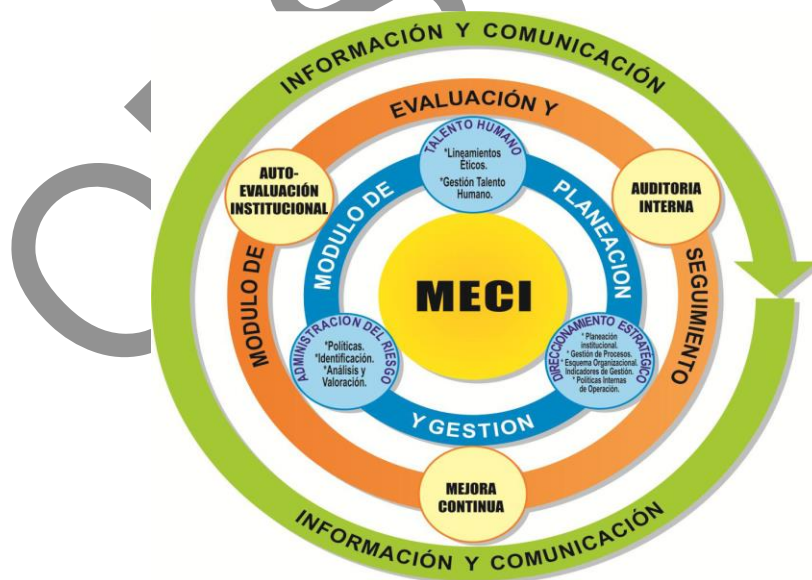 INFORMACIÓN Y COMUNICACIÓN
MODULO DE EVALUACIÓN Y SEGUIMIENTO
AUTO-
EVALUACIÓN
INSTITUCIONAL
AUDITORIA
INTERNA
MEJORA
CONTINUA
MODULO DE PLANEACION Y GESTION
TALENTO HUMANO
*Lineamientos
Éticos.
*Gestión Talento
Humano.
ADMINISTRACION DEL RIESGO
*Políticas.
*Identificación.
*Análisis y
Valoración.
DIRECCIONAMIENTO ESTRATEGICO
* Planeación
institucional.
* Gestión de Procesos.
* Esquema Organizacional.
Indicadores de Gestión.
* Políticas Internas
de Operación.
MECI
INFORMACIÓN Y COMUNICACIÓN